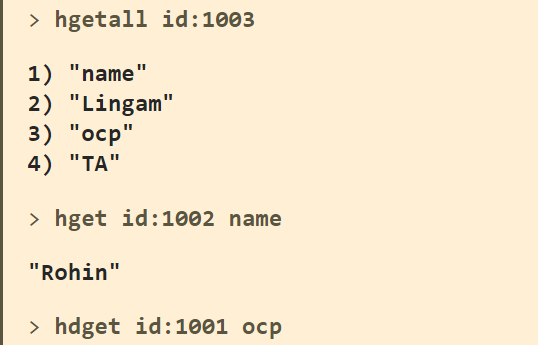 > hgetall id:1003
1) "name"
2) "Lingam"
3) "ocp"
4) "TA"
> hget id:1002 name
"Rohin"
> hdget id:1001 ocp